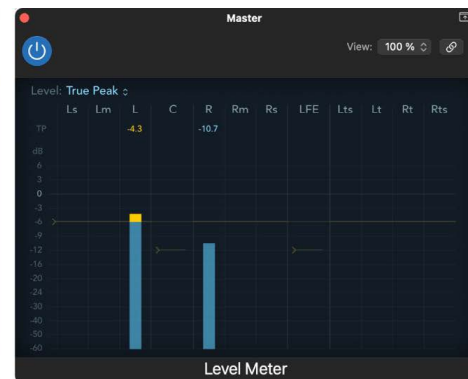 Master
View: 100 %
Level: True Peak
Ls Lm L C R Rm Rs LFE Lts Lt Rt Rts
TP -4.3 -10.7
dB
6
3
0
-3
-6
-9
-12
-16
-20
-24
-30
-40
-50
-60
Level Meter